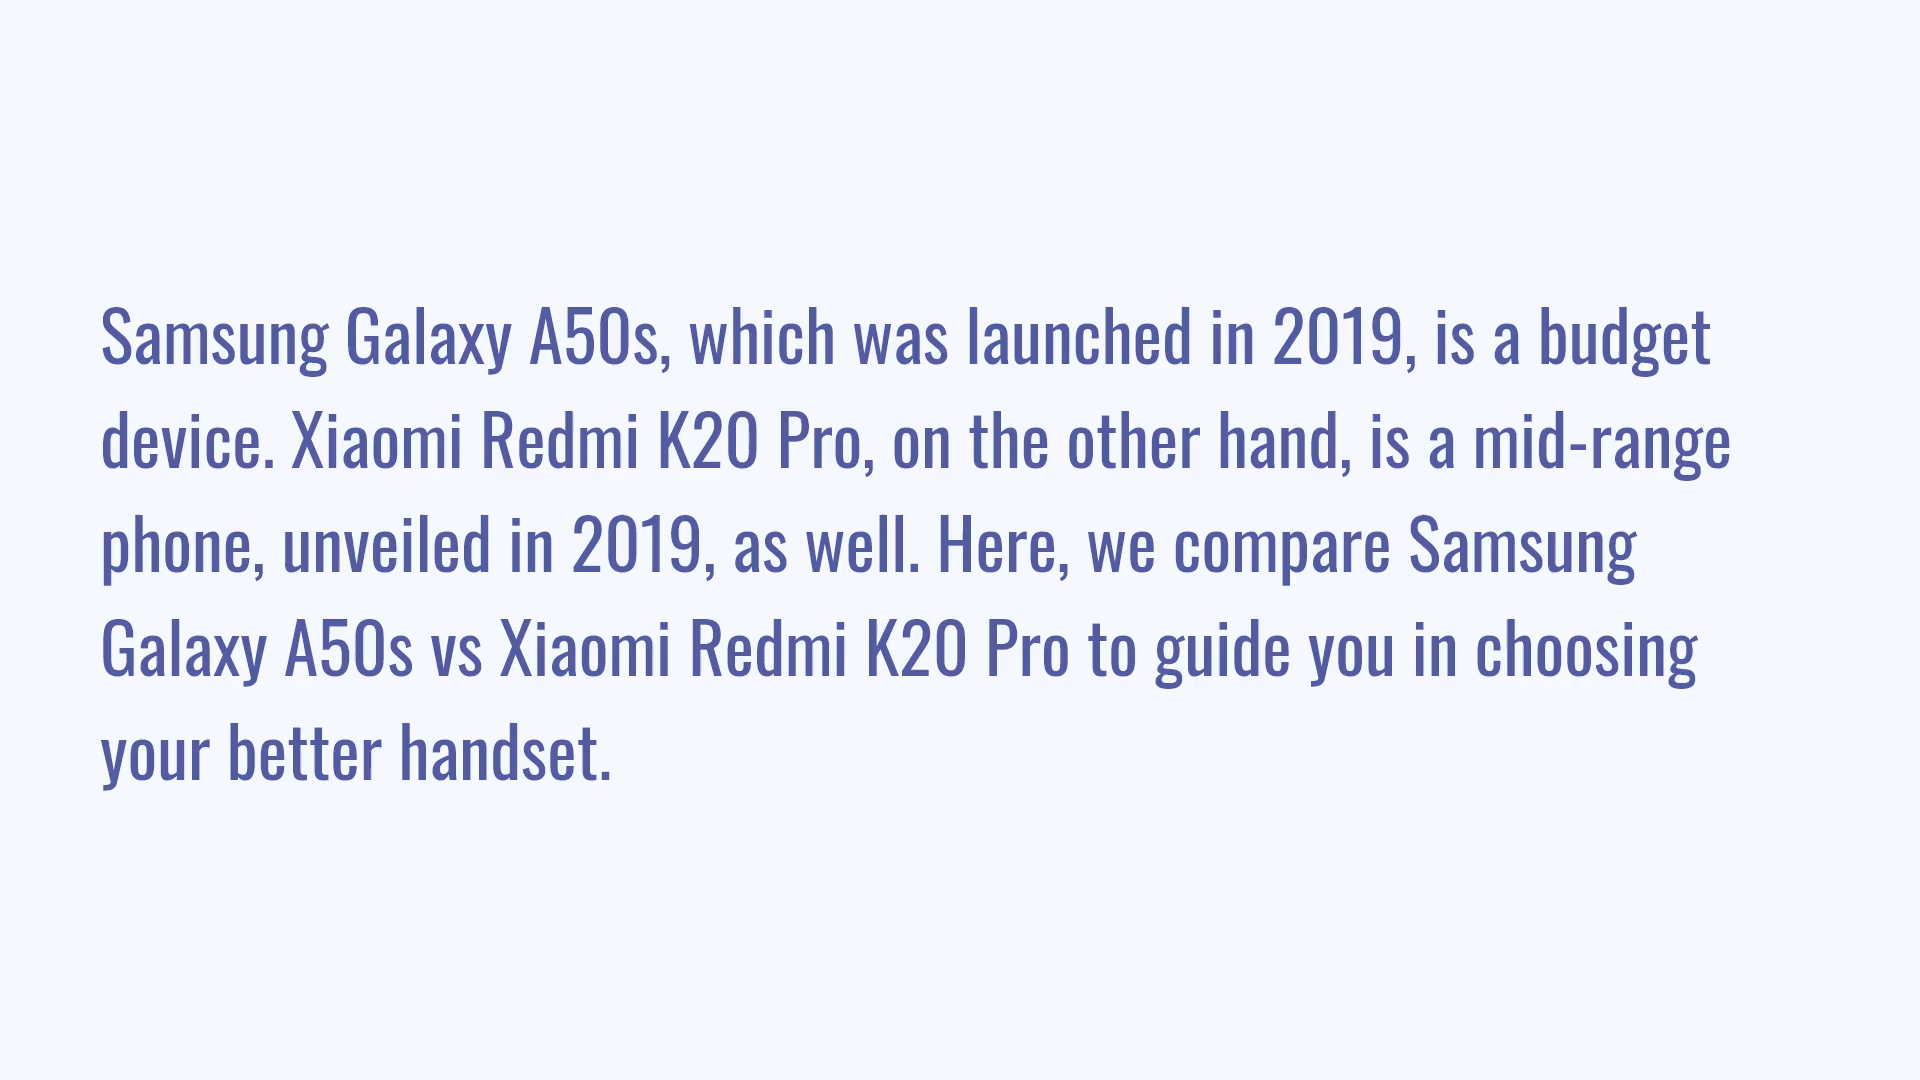 Samsung Galaxy A50s, which was launched in 2019, is a budget
device. Xiaomi Redmi K20 Pro, on the other hand, is a mid-range
phone, unveiled in 2019, as well. Here, we compare Samsung
Galaxy A50s vs Xiaomi Redmi K20 Pro to guide you in choosing
your better handset.